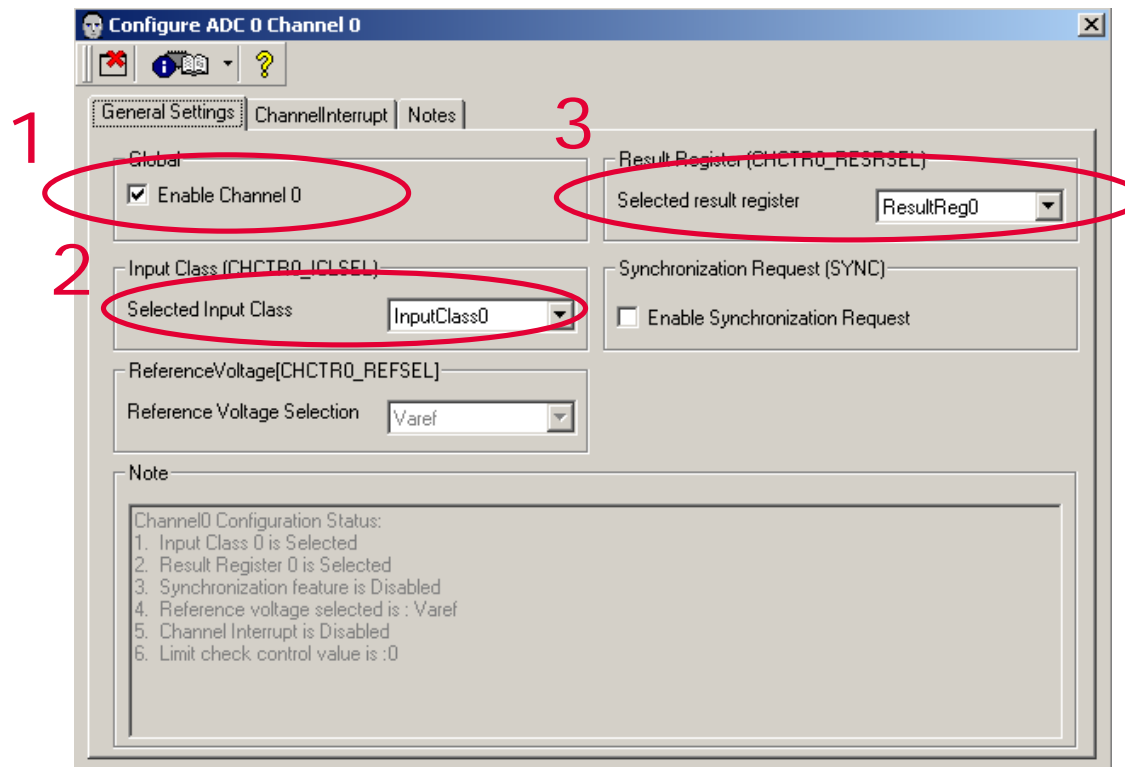 Configure ADC 0 Channel 0
General Settings
ChannelInterrupt
Notes
1
3
Global
Enable Channel 0
Result Register (CHCTR0_RESRSEL)
Selected result register
ResultReg0
2
Input Class (CHCTR0_ICLSEL)
Selected Input Class
InputClass0
Synchronization Request (SYNC)
Enable Synchronization Request
ReferenceVoltage[CHCTR0_REFSEL]
Reference Voltage Selection
Varef
Note
Channel0 Configuration Status:
1. Input Class 0 is Selected
2. Result Register 0 is Selected
3. Synchronization feature is Disabled
4. Reference voltage selected is : Varef
5. Channel Interrupt is Disabled
6. Limit check control value is :0